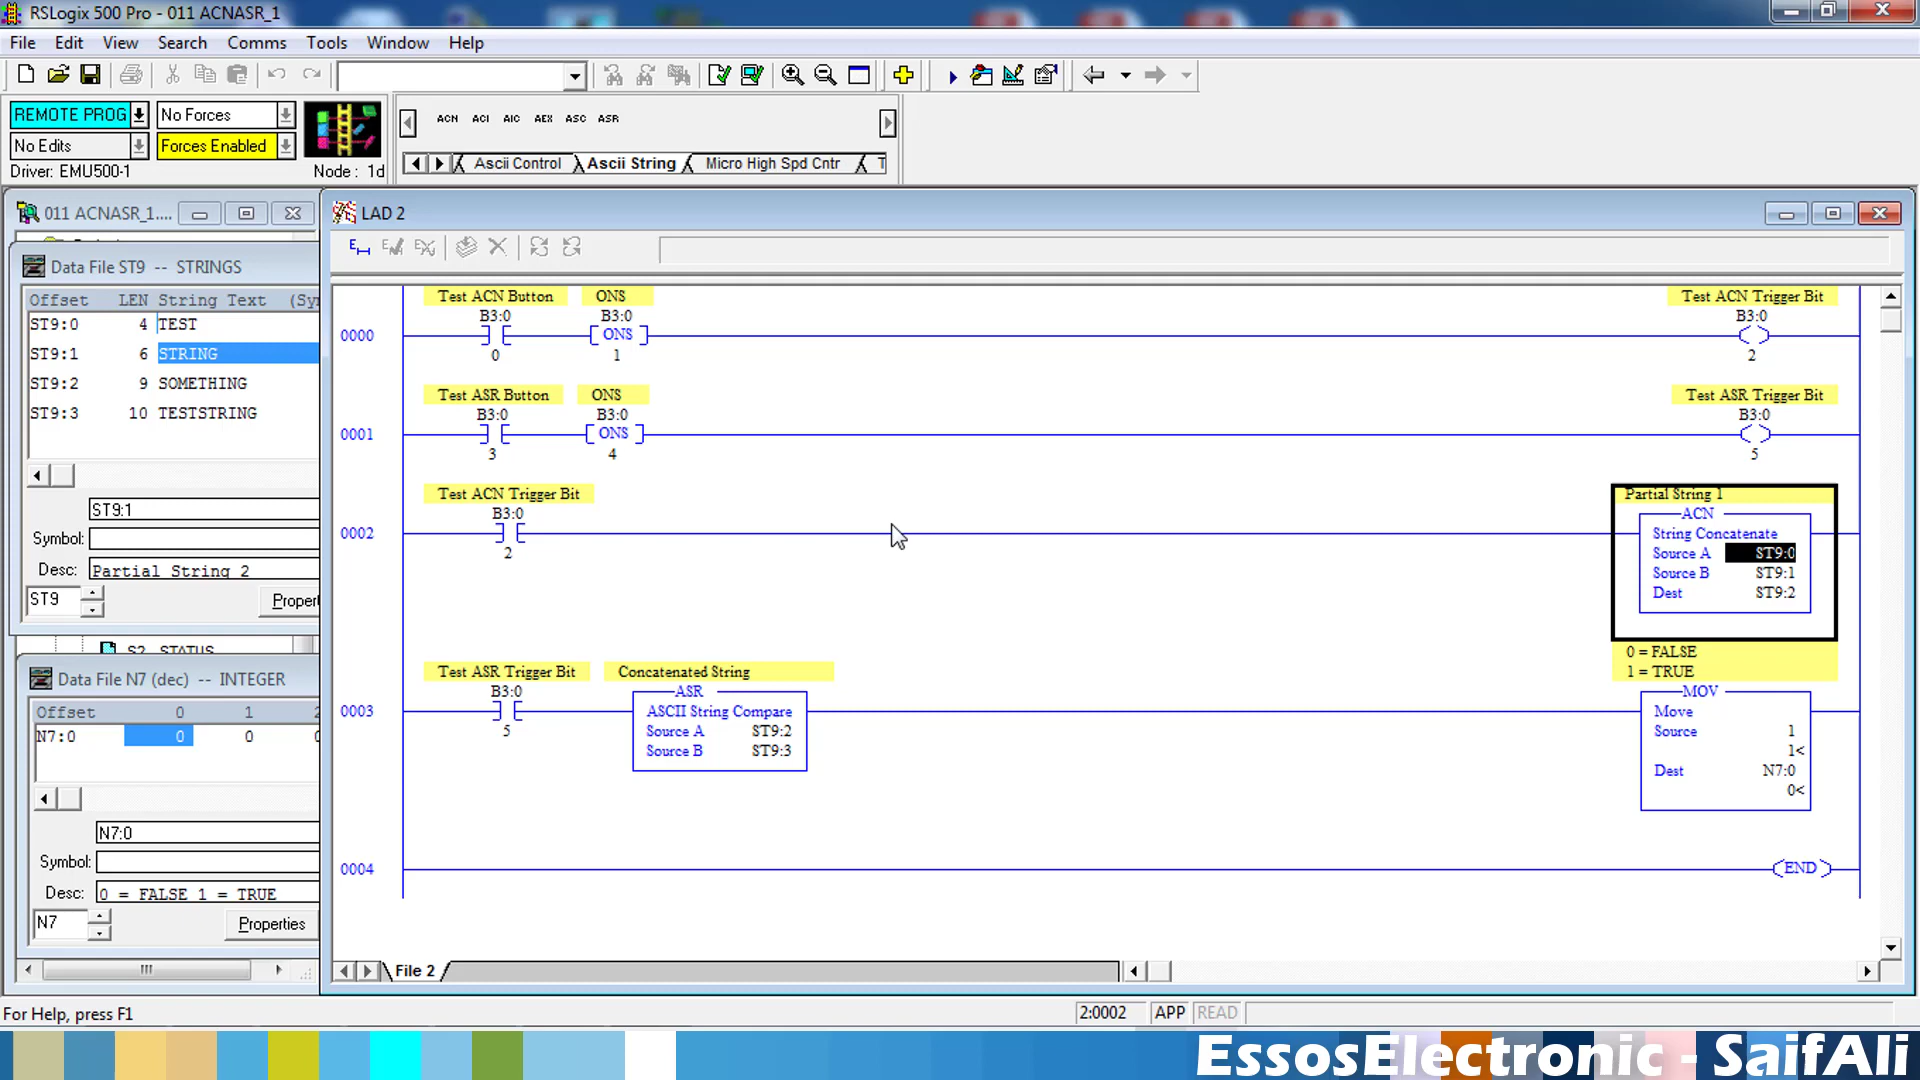 RSLogix 500 Pro - 011 ACNASR_1
File Edit View Search Comms Tools Window Help
REMOTE PROG No Forces
No Edits Forces Enabled
Driver: EMU500-1 Node : 1d
ACN ACI AIC AEX ASC ASR
Ascii Control Ascii String Micro High Spd Cntr T
011 ACNASR_1....
Data File ST9 -- STRINGS
Offset LEN String Text (Sy
ST9:0 4 TEST
ST9:1 6 STRING
ST9:2 9 SOMETHING
ST9:3 10 TESTSTRING
ST9:1
Symbol:
Desc: Partial String 2
ST9 Propert
S2 STATUS
Data File N7 (dec) -- INTEGER
Offset 0 1 2
N7:0 0 0
N7:0
Symbol:
Desc: 0 = FALSE 1 = TRUE
N7 Properties
LAD 2
Test ACN Button ONS Test ACN Trigger Bit
B3:0 B3:0 B3:0
0000 ONS
0 1 2
Test ASR Button ONS Test ASR Trigger Bit
B3:0 B3:0 B3:0
0001 ONS
3 4 5
Test ACN Trigger Bit Partial String 1
B3:0 ACN
0002 String Concatenate
2 Source A ST9:0
Source B ST9:1
Dest ST9:2
0 = FALSE
Test ASR Trigger Bit Concatenated String 1 = TRUE
B3:0 ASR MOV
0003 ASCII String Compare Move
5 Source A ST9:2 Source 1
Source B ST9:3 1<
Dest N7:0
0<
0004 END
File 2
For Help, press F1 2:0002 APP READ
EssosElectronic - SaifAli